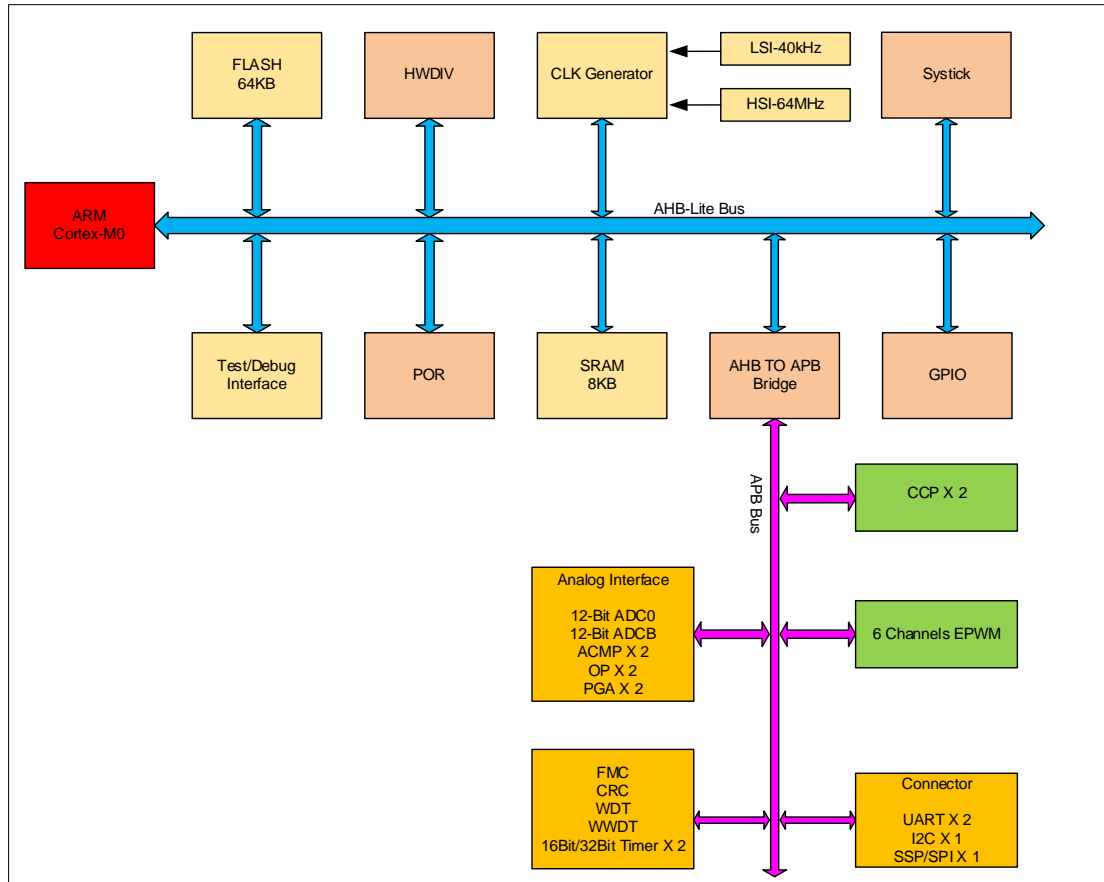 FLASH
64KB
HWDIV
CLK Generator
LSI-40kHz
HSI-64MHz
Systick
ARM
Cortex-M0
AHB-Lite Bus
Test/Debug
Interface
POR
SRAM
8KB
AHB TO APB
Bridge
GPIO
APB Bus
CCP X 2
Analog Interface
12-Bit ADC0
12-Bit ADCB
ACMP X 2
OP X 2
PGA X 2
6 Channels EPWM
FMC
CRC
WDT
WWDT
16Bit/32Bit Timer X 2
Connector
UART X 2
I2C X 1
SSP/SPI X 1